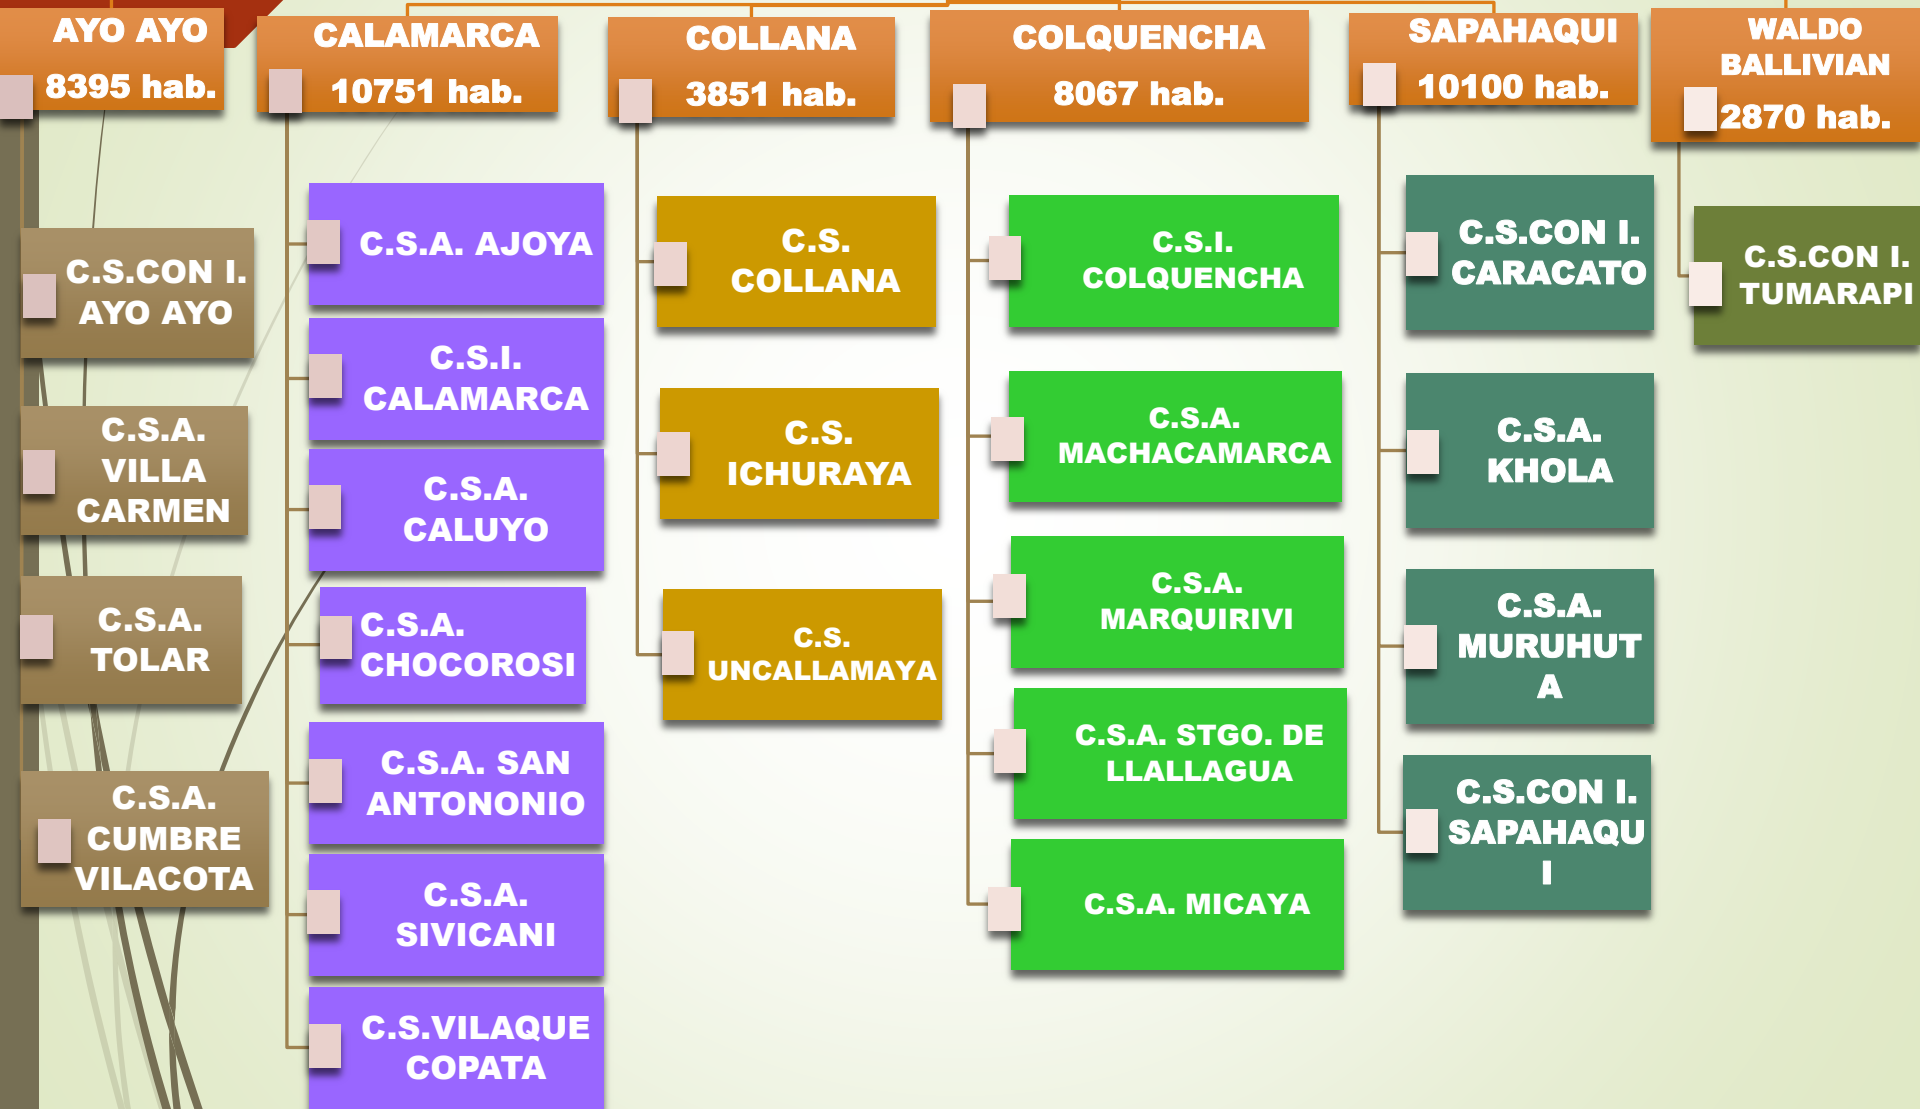 AYO AYO
8395 hab.
C.S.CON I.
AYO AYO
C.S.A.
VILLA
CARMEN
C.S.A.
TOLAR
C.S.A.
CUMBRE
VILACOTA
CALAMARCA
10751 hab.
C.S.A. AJOYA
C.S.I.
CALAMARCA
C.S.A.
CALUYO
C.S.A.
CHOCOROSI
C.S.A. SAN
ANTONONIO
C.S.A.
SIVICANI
C.S.VILAQUE
COPATA
COLLANA
3851 hab.
C.S.
COLLANA
C.S.
ICHURAYA
C.S.
UNCALLAMAYA
COLQUENCHA
8067 hab.
C.S.I.
COLQUENCHA
C.S.A.
MACHACAMARCA
C.S.A.
MARQUIRIVI
C.S.A. STGO. DE
LLALLAGUA
C.S.A. MICAYA
SAPAHAQUI
10100 hab.
C.S.CON I.
CARACATO
C.S.A.
KHOLA
C.S.A.
MURUHUT
A
C.S.CON I.
SAPAHAQU
I
WALDO
BALLIVIAN
2870 hab.
C.S.CON I.
TUMARAPI